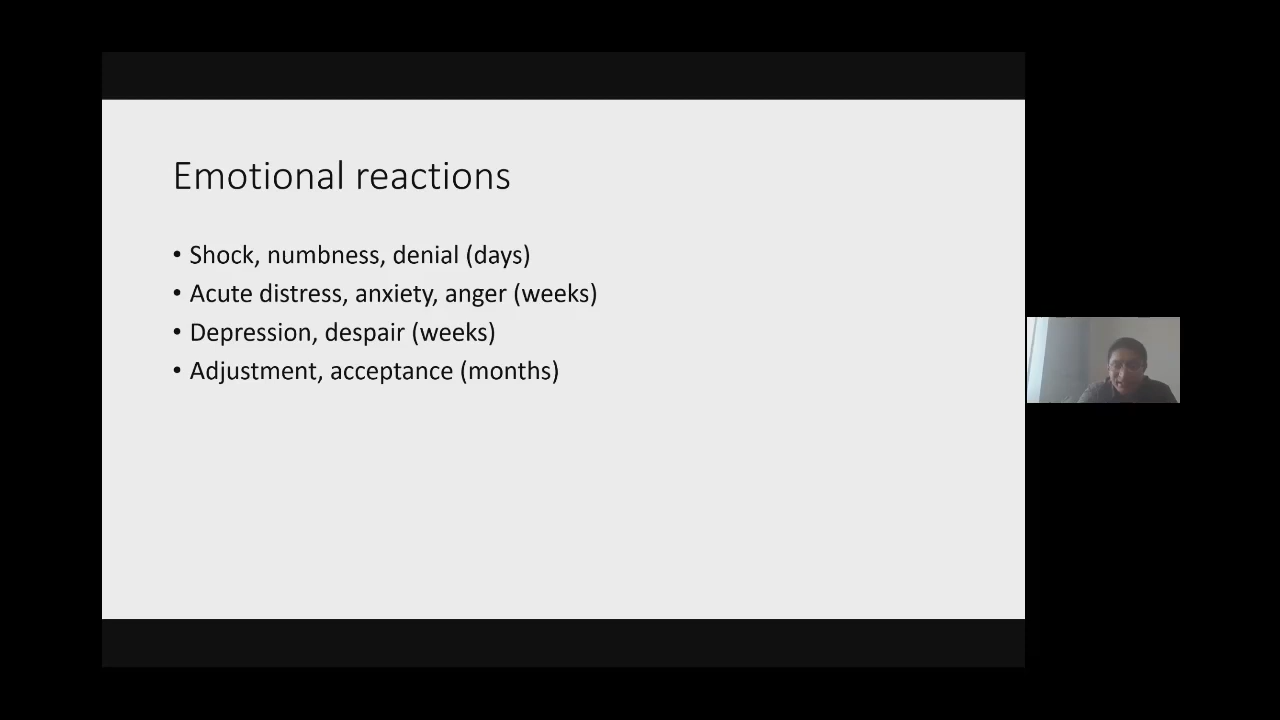 Emotional reactions
• Shock, numbness, denial (days)
• Acute distress, anxiety, anger (weeks)
• Depression, despair (weeks)
• Adjustment, acceptance (months)